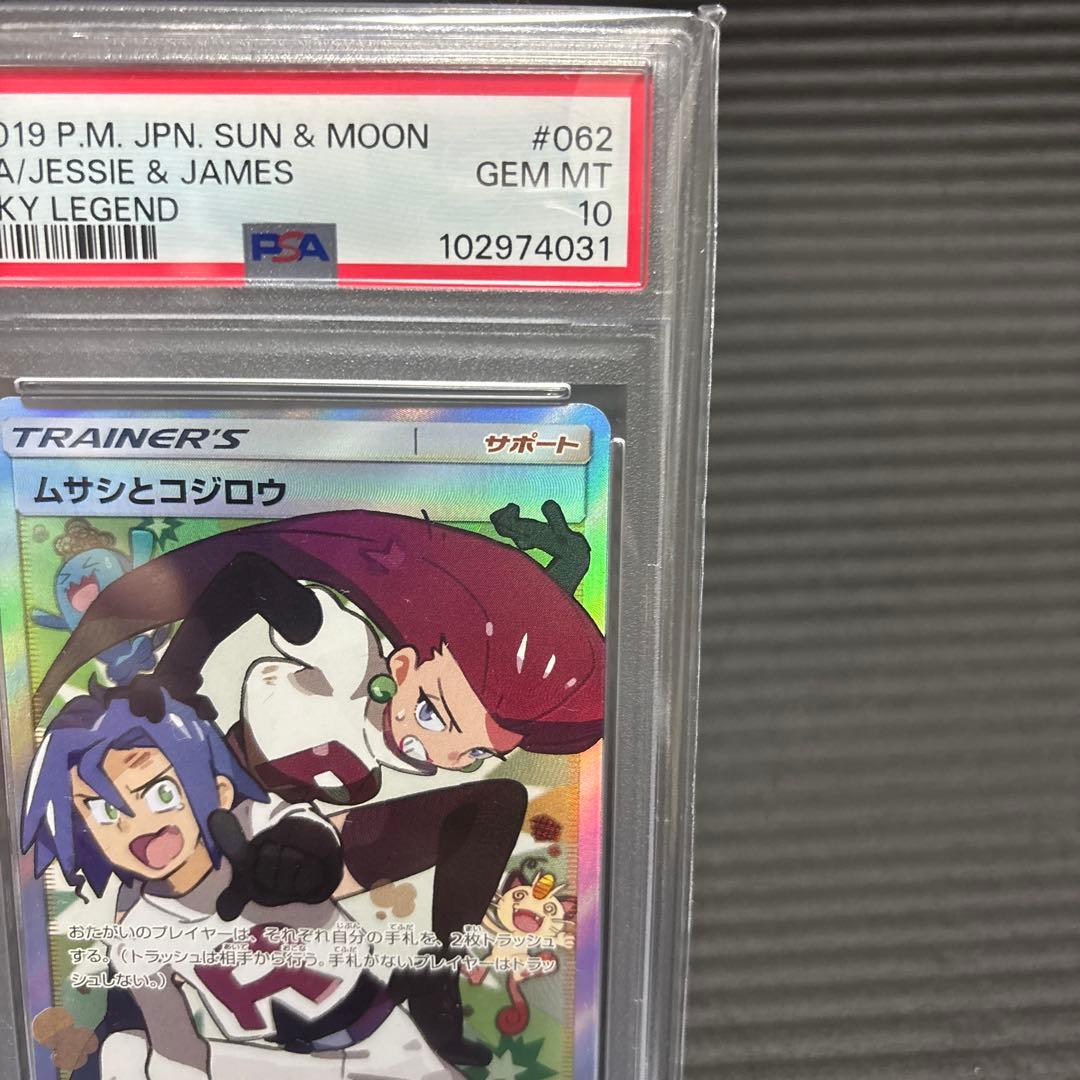 019 P.M. JPN. SUN & MOON #062
A/JESSIE & JAMES GEM MT
KY LEGEND 10
PSA 102974031
TRAINER'S サポート
ムサシとコジロウ
R
おたがいのプレイヤーは、それぞれ自分の手札を、2枚トラッシュ
する。(トラッシュは相手から行う。手札がないプレイヤーはトラッ
シュしない。)
R